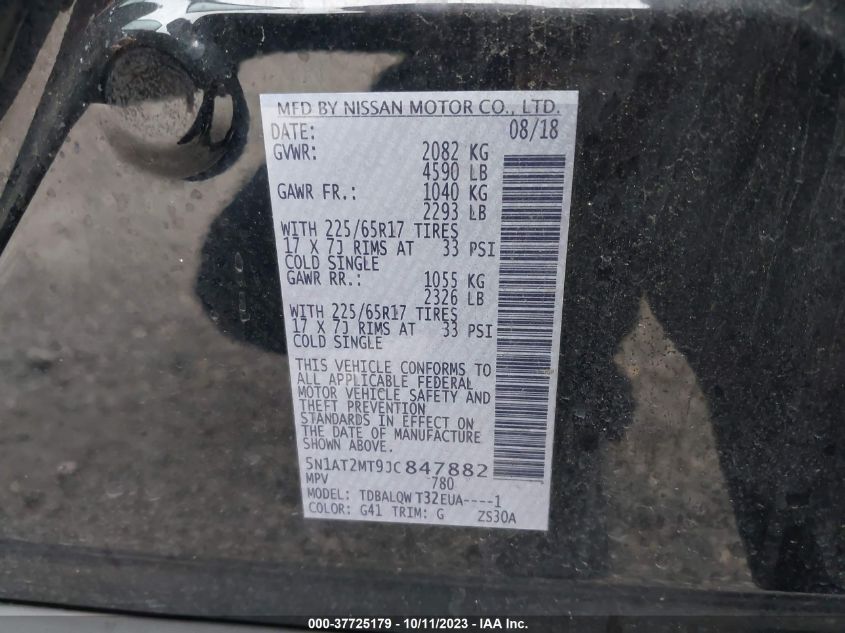 MFD BY NISSAN MOTOR CO., LTD.
DATE: 08/18
GVWR: 2082 KG
4590 LB
GAWR FR.: 1040 KG
2293 LB
WITH 225/65R17 TIRES
17 X 7J RIMS AT 33 PSI
COLD SINGLE
GAWR RR.: 1055 KG
2326 LB
WITH 225/65R17 TIRES
17 X 7J RIMS AT 33 PSI
COLD SINGLE
THIS VEHICLE CONFORMS TO
ALL APPLICABLE FEDERAL
MOTOR VEHICLE SAFETY AND
THEFT PREVENTION
STANDARDS IN EFFECT ON
THE DATE OF MANUFACTURE
SHOWN ABOVE.
5N1AT2MT9JC847882
MPV 780
MODEL: TDBALQW T32EUA----1
COLOR: G41 TRIM: G ZS30A
000-37725179 - 10/11/2023 - IAA Inc.